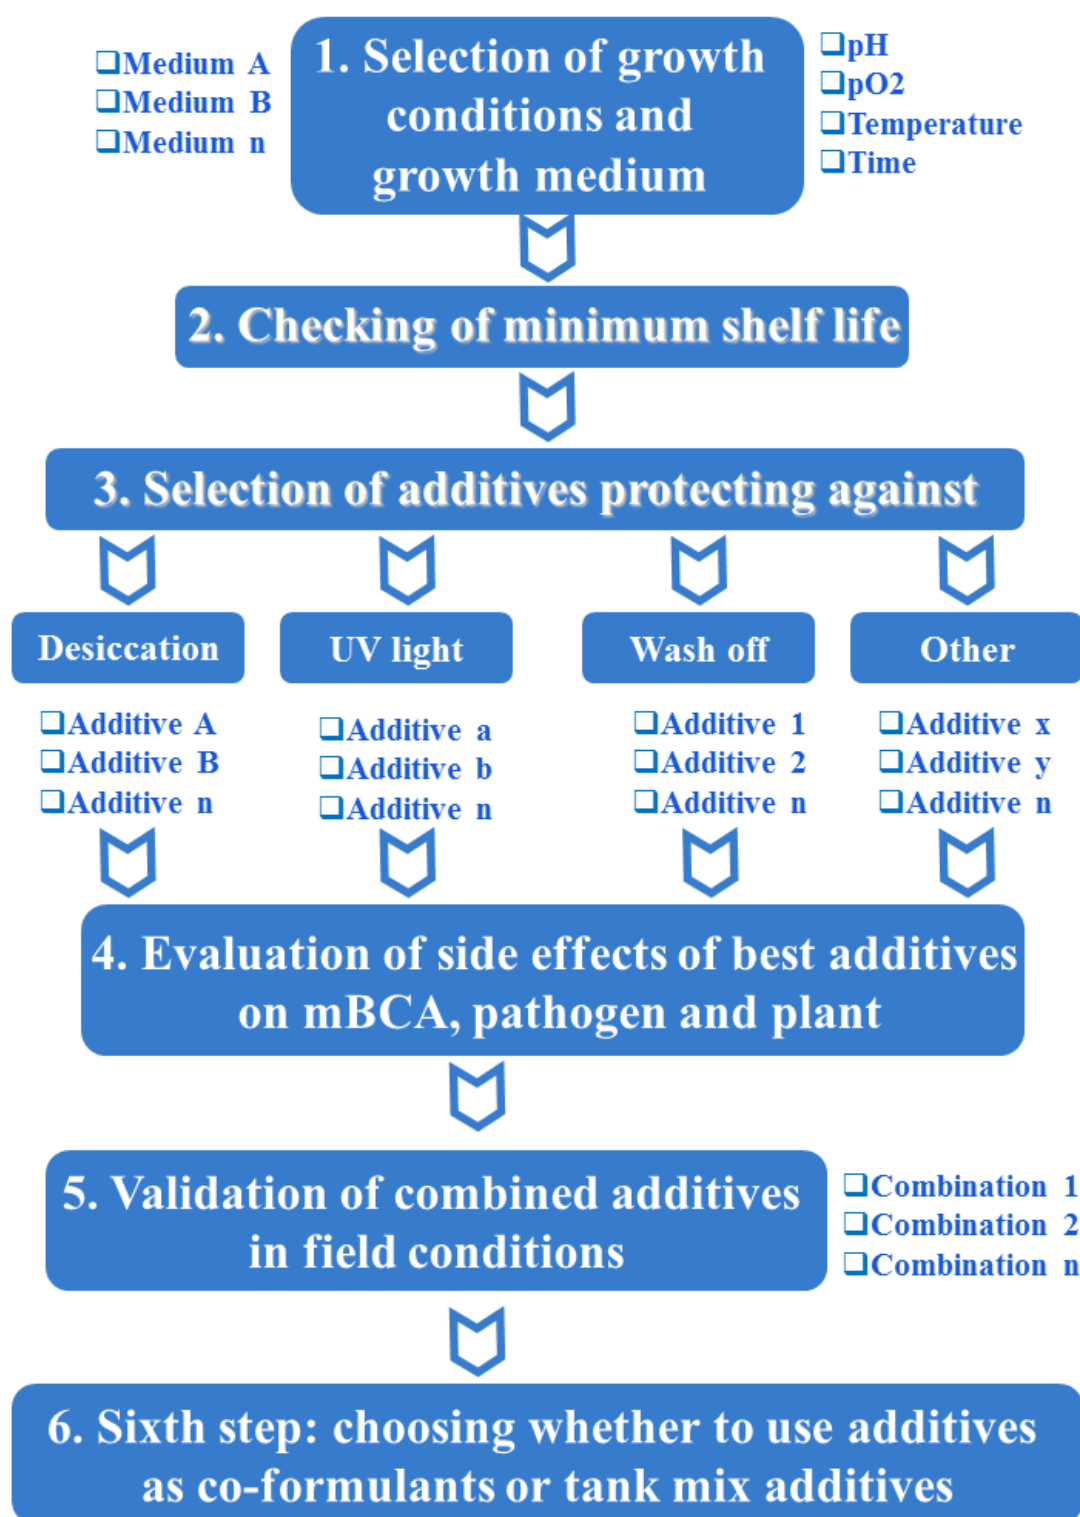 ❑Medium A
❑Medium B
❑Medium n
1. Selection of growth
conditions and
growth medium
❑pH
❑pO2
❑Temperature
❑Time
2. Checking of minimum shelf life
3. Selection of additives protecting against
Desiccation
❑Additive A
❑Additive B
❑Additive n
UV light
❑Additive a
❑Additive b
❑Additive n
Wash off
❑Additive 1
❑Additive 2
❑Additive n
Other
❑Additive x
❑Additive y
❑Additive n
4. Evaluation of side effects of best additives
on mBCA, pathogen and plant
5. Validation of combined additives
in field conditions
❑Combination 1
❑Combination 2
❑Combination n
6. Sixth step: choosing whether to use additives
as co-formulants or tank mix additives